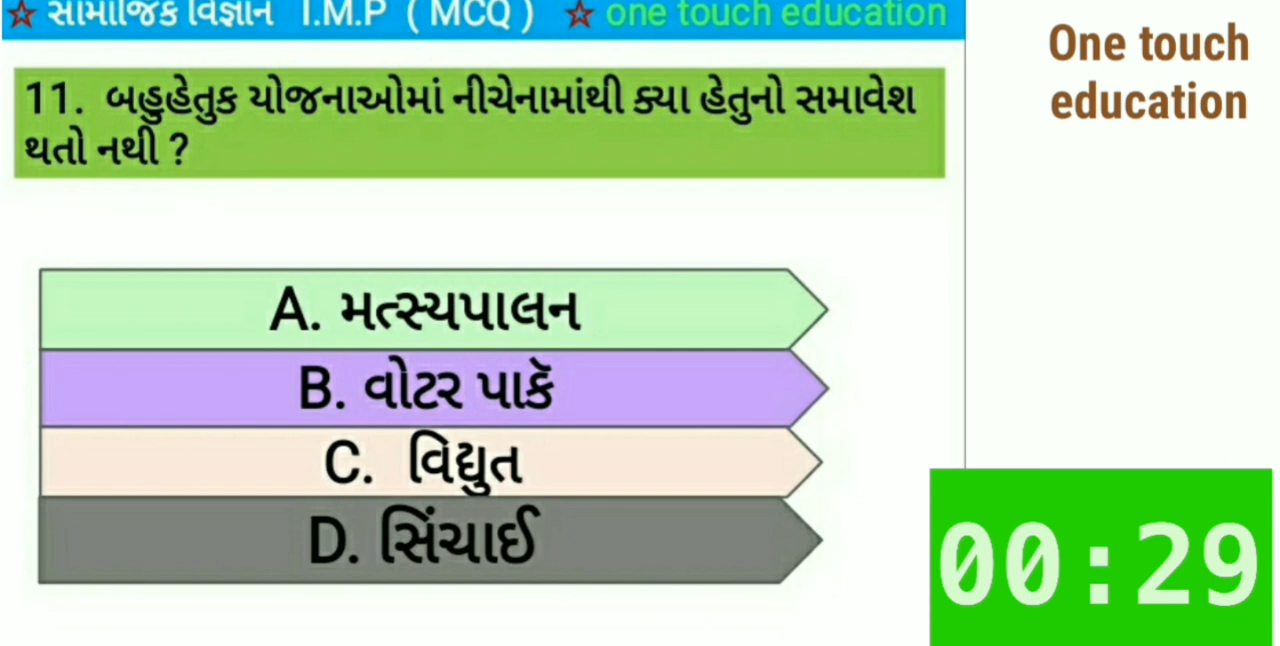 ☆ સામાજિક વિજ્ઞાન I.M.P ( MCQ ) ☆ one touch education
One touch
education
11. બહુહેતુક યોજનાઓમાં નીચેનામાંથી ક્યા હેતુનો સમાવેશ
થતો નથી ?
A. મત્સ્યપાલન
B. વોટર પાર્ક
C. વિદ્યુત
D. સિંચાઈ
00:29